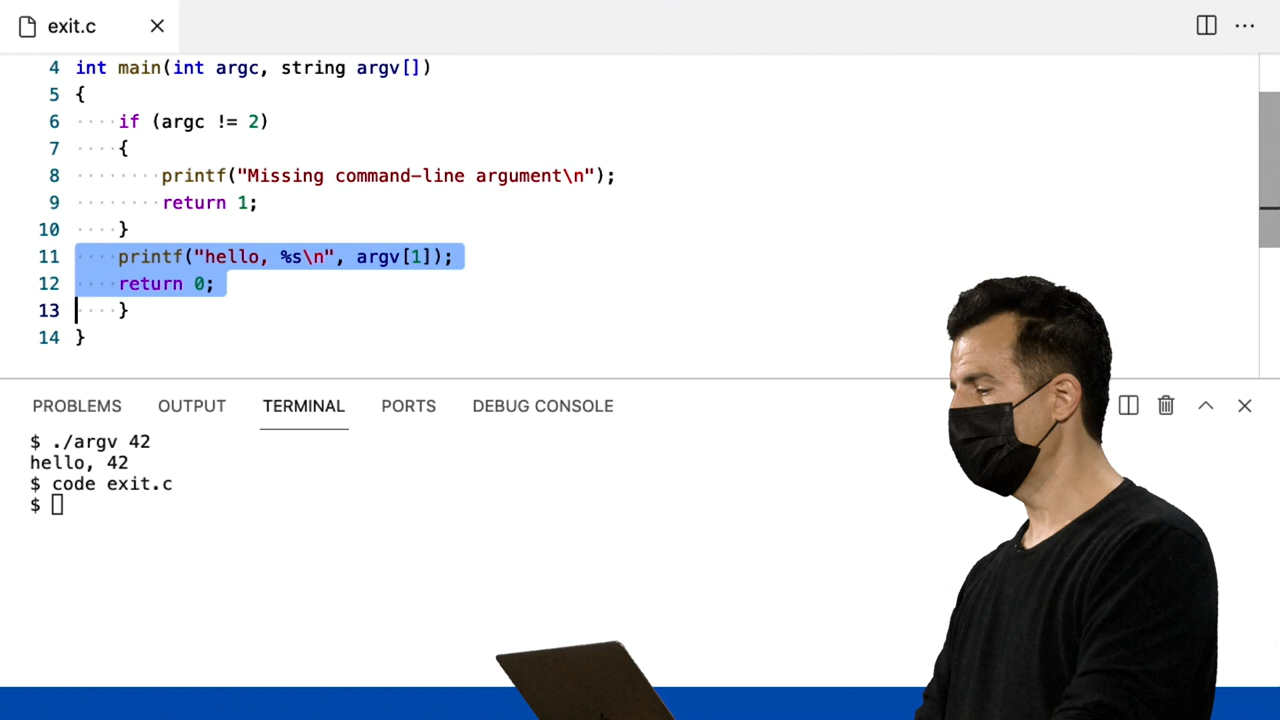 exit.c
4 int main(int argc, string argv[])
5 {
6 ····if (argc != 2)
7 ····{
8 ········printf("Missing command-line argument\n");
9 ········return 1;
10 ····}
11 ····printf("hello, %s\n", argv[1]);
12 ····return 0;
13 ····}
14 }
PROBLEMS OUTPUT TERMINAL PORTS DEBUG CONSOLE
$ ./argv 42
hello, 42
$ code exit.c
$